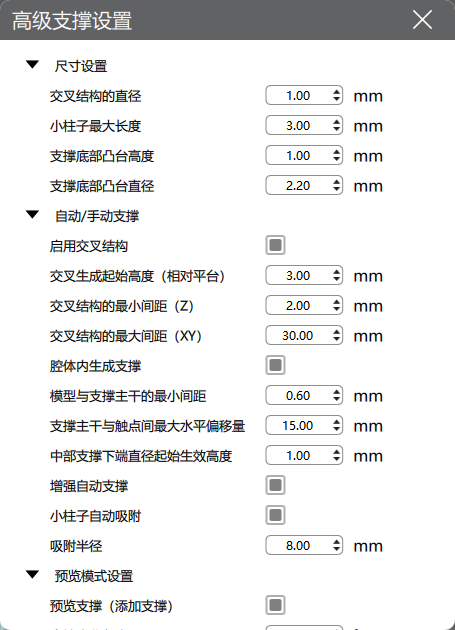 高级支撑设置
尺寸设置
交叉结构的直径 1.00 mm
小柱子最大长度 3.00 mm
支撑底部凸台高度 1.00 mm
支撑底部凸台直径 2.20 mm
自动/手动支撑
启用交叉结构
交叉生成起始高度（相对平台） 3.00 mm
交叉结构的最小间距（Z） 2.00 mm
交叉结构的最大间距（XY） 30.00 mm
腔体内生成支撑
模型与支撑主干的最小间距 0.60 mm
支撑主干与触点间最大水平偏移量 15.00 mm
中部支撑下端直径起始生效高度 1.00 mm
增强自动支撑
小柱子自动吸附
吸附半径 8.00 mm
预览模式设置
预览支撑（添加支撑）